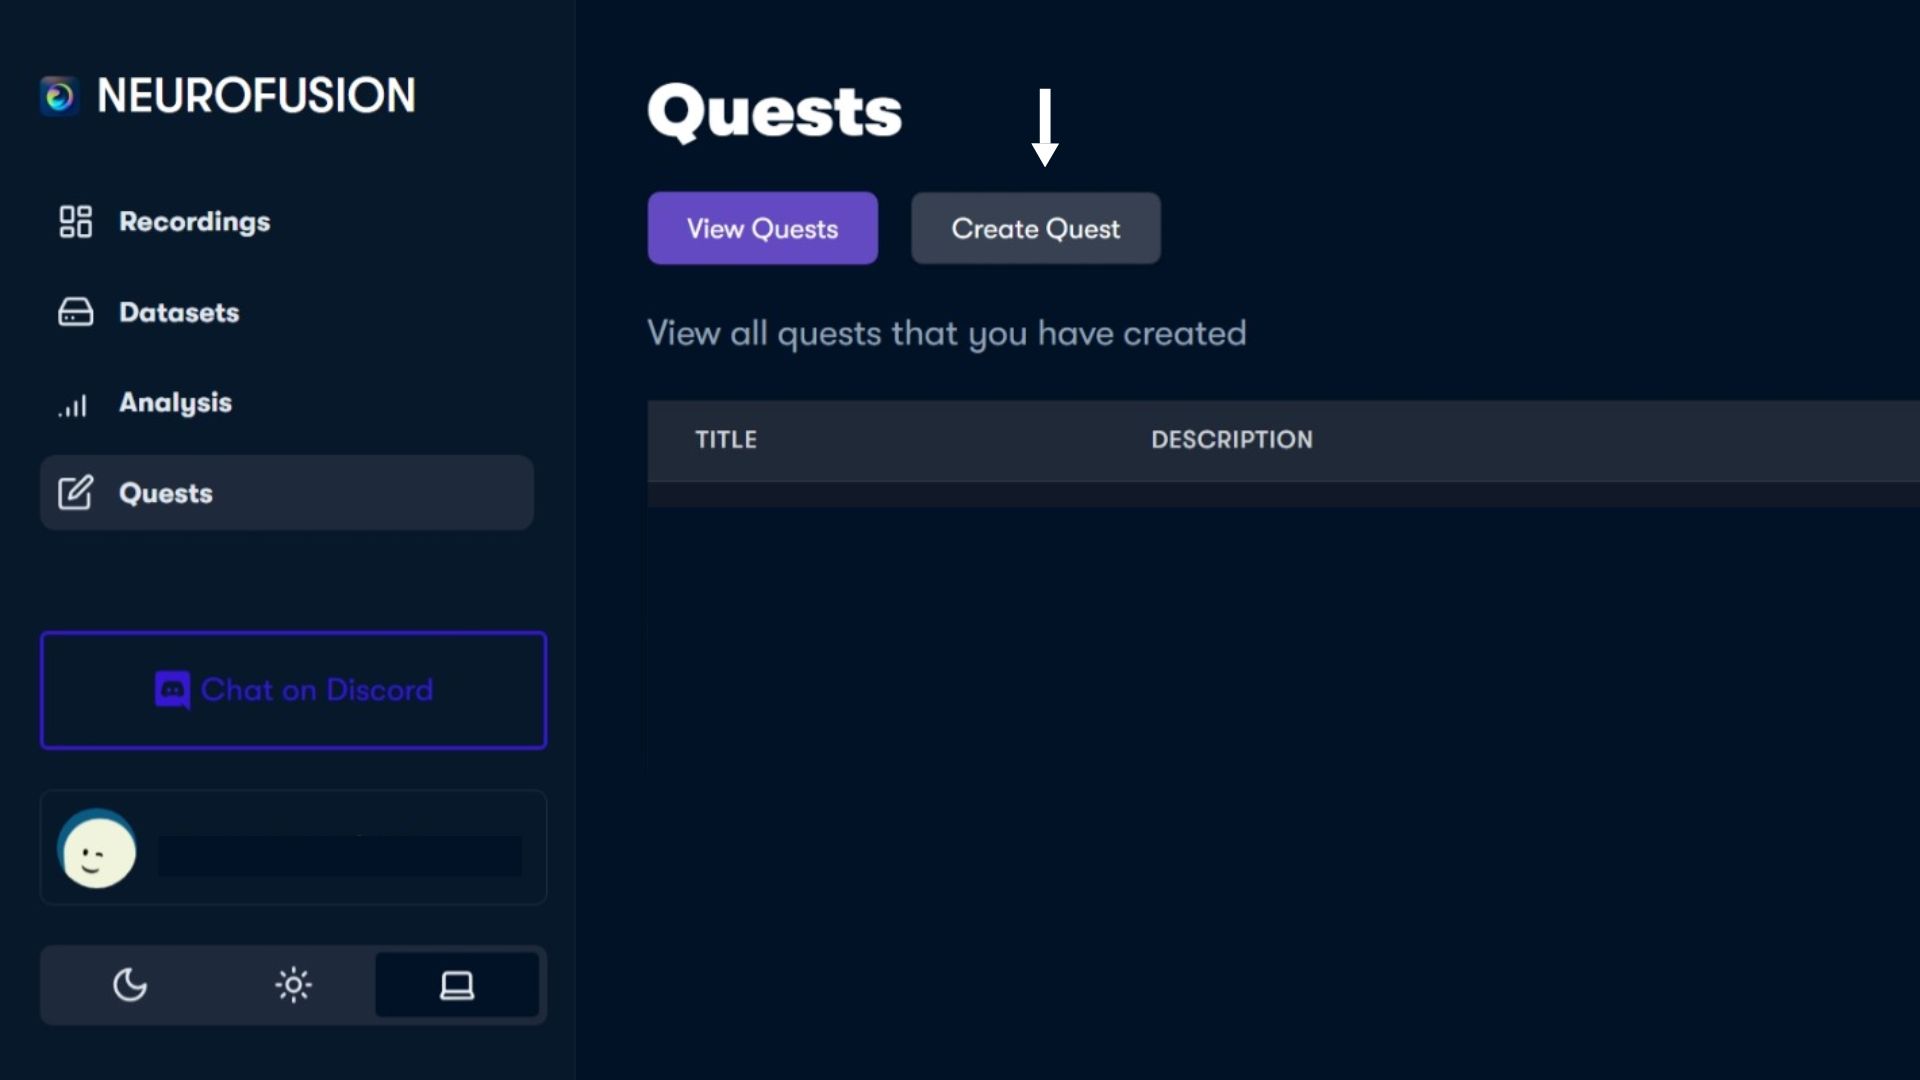 NEUROFUSION
Recordings
Datasets
Analysis
Quests
Chat on Discord
Quests
View Quests
Create Quest
View all quests that you have created
TITLE
DESCRIPTION